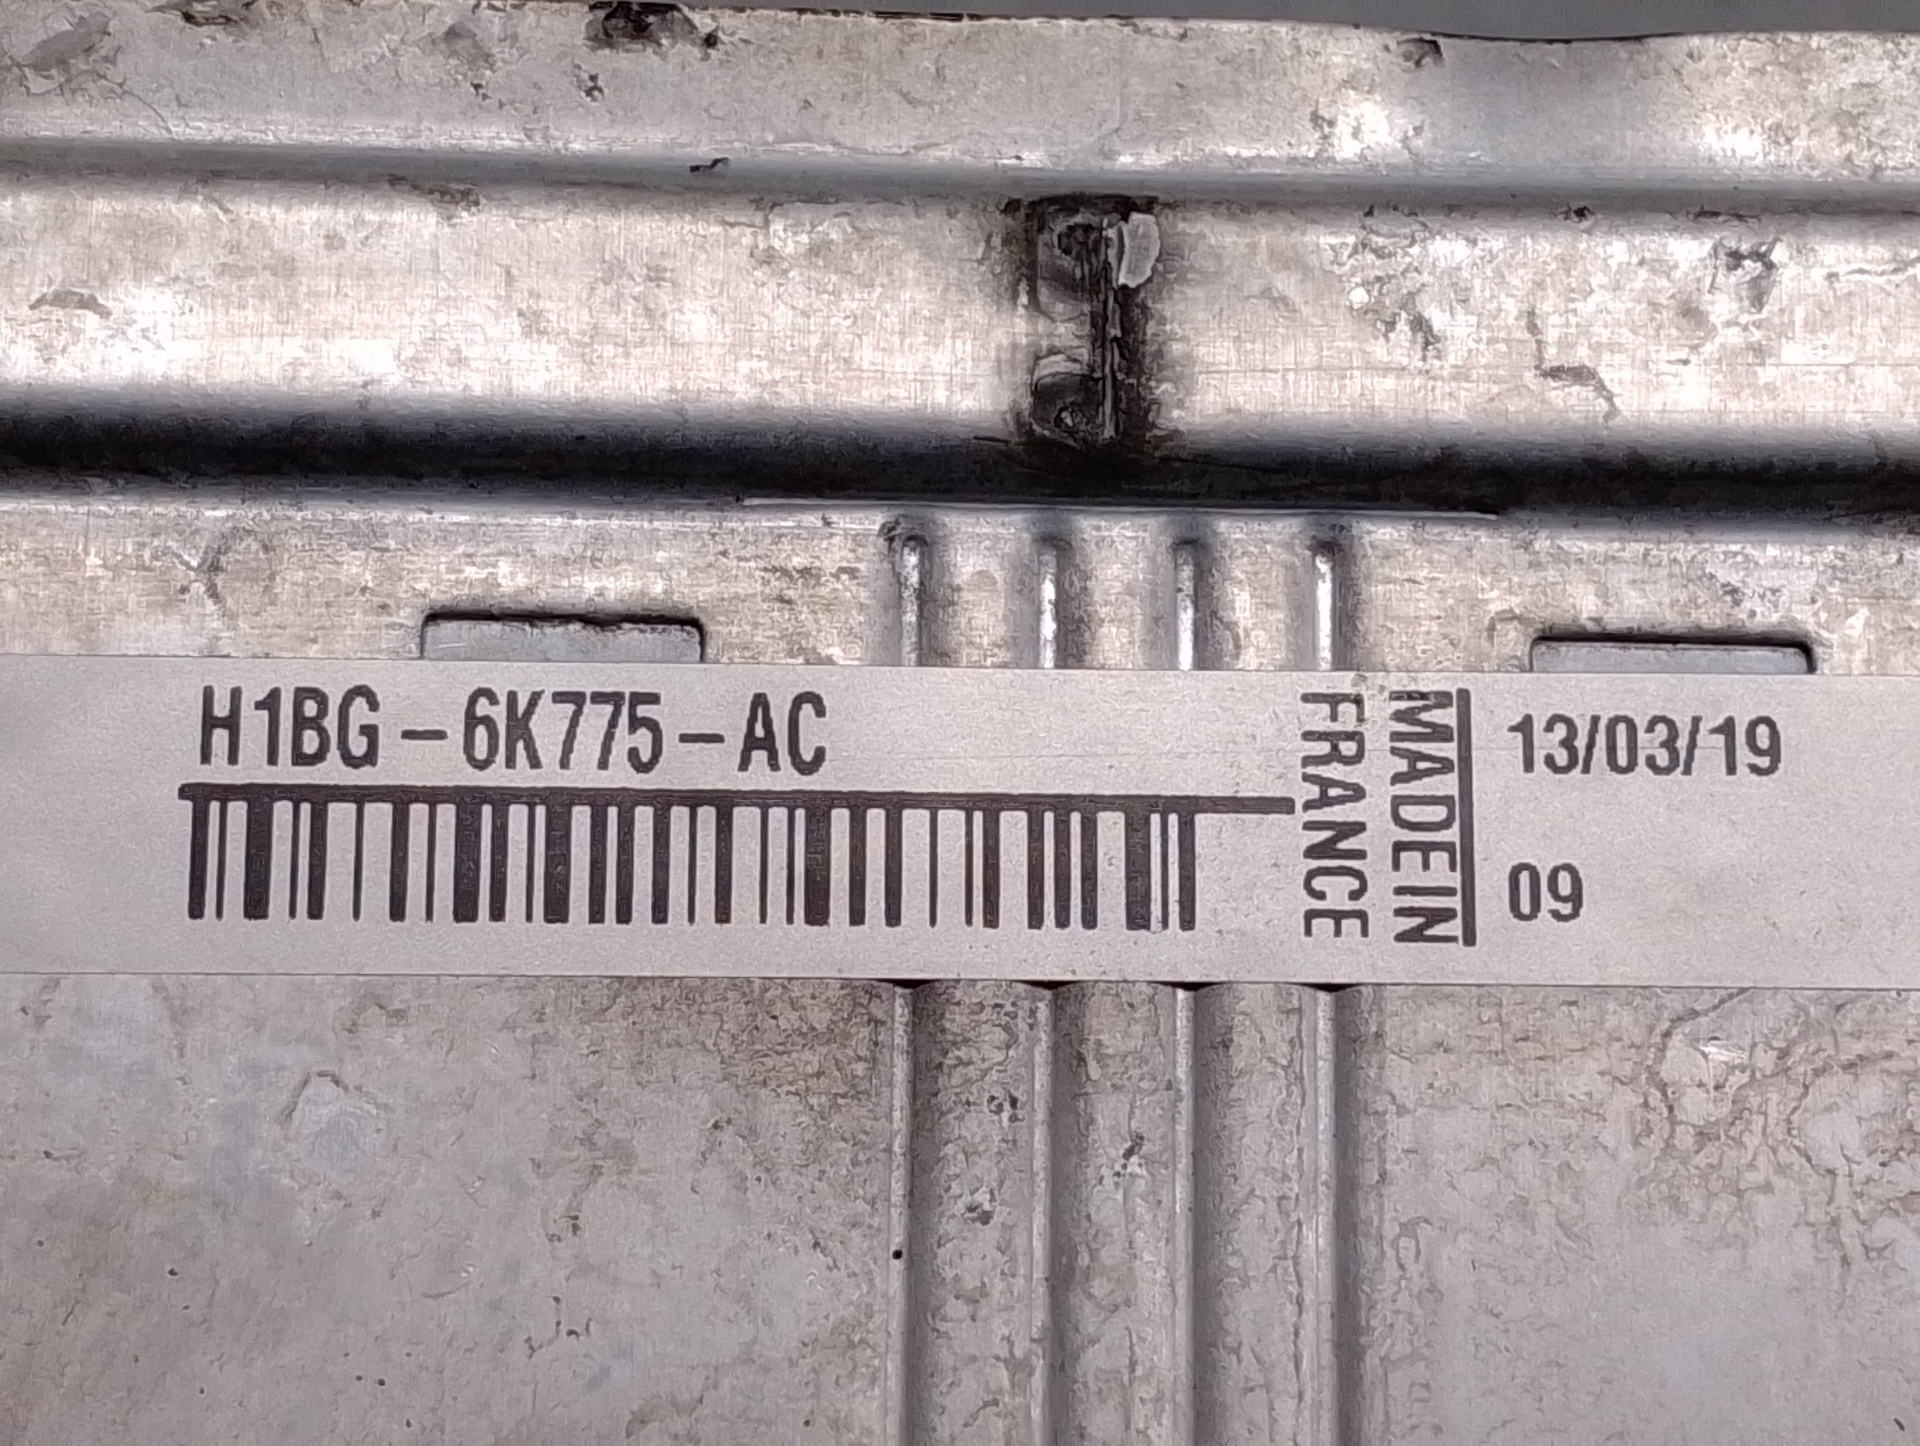 H1BG-6K775-AC
MADE IN
FRANCE
13/03/19
09